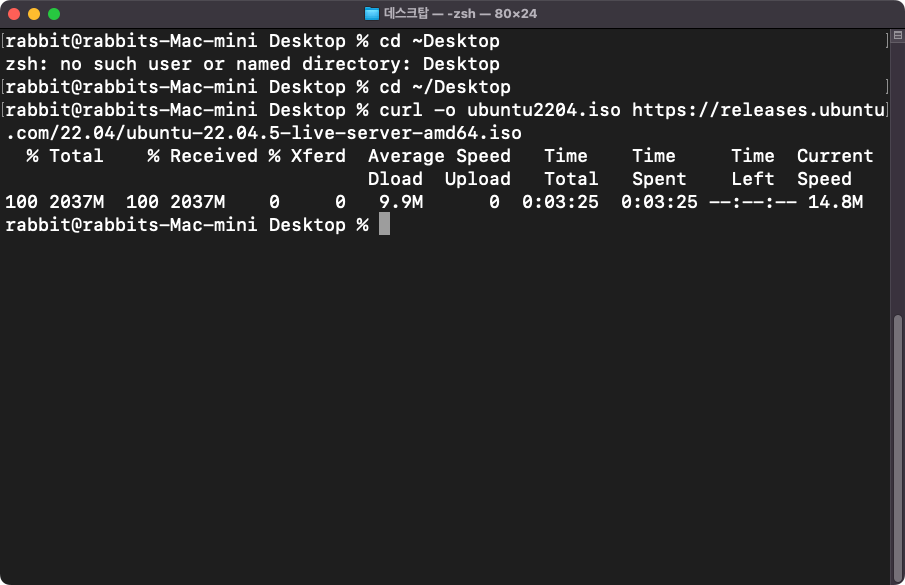 데스크탑 — -zsh — 80×24
[rabbit@rabbits-Mac-mini Desktop % cd ~Desktop ]
zsh: no such user or named directory: Desktop
[rabbit@rabbits-Mac-mini Desktop % cd ~/Desktop ]
[rabbit@rabbits-Mac-mini Desktop % curl -o ubuntu2204.iso https://releases.ubuntu]
.com/22.04/ubuntu-22.04.5-live-server-amd64.iso
% Total % Received % Xferd Average Speed Time Time Time Current
Dload Upload Total Spent Left Speed
100 2037M 100 2037M 0 0 9.9M 0 0:03:25 0:03:25 --:--:-- 14.8M
rabbit@rabbits-Mac-mini Desktop %